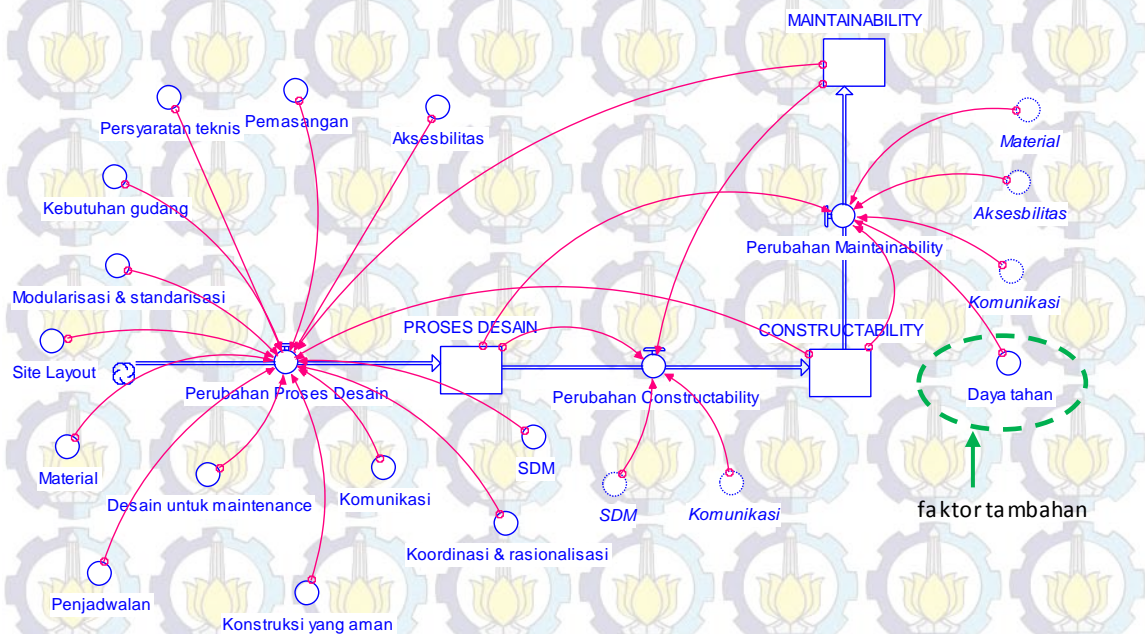 MAINTAINABILITY
Persyaratan teknis
Pemasangan
Aksesbilitas
Material
Kebutuhan gudang
Aksesbilitas
Perubahan Maintainability
Komunikasi
Modularisasi & standarisasi
PROSES DESAIN
CONSTRUCTABILITY
Site Layout
Perubahan Proses Desain
Perubahan Constructability
Daya tahan
Material
Desain untuk maintenance
Komunikasi
SDM
SDM
Komunikasi
faktor tambahan
Koordinasi & rasionalisasi
Penjadwalan
Konstruksi yang aman